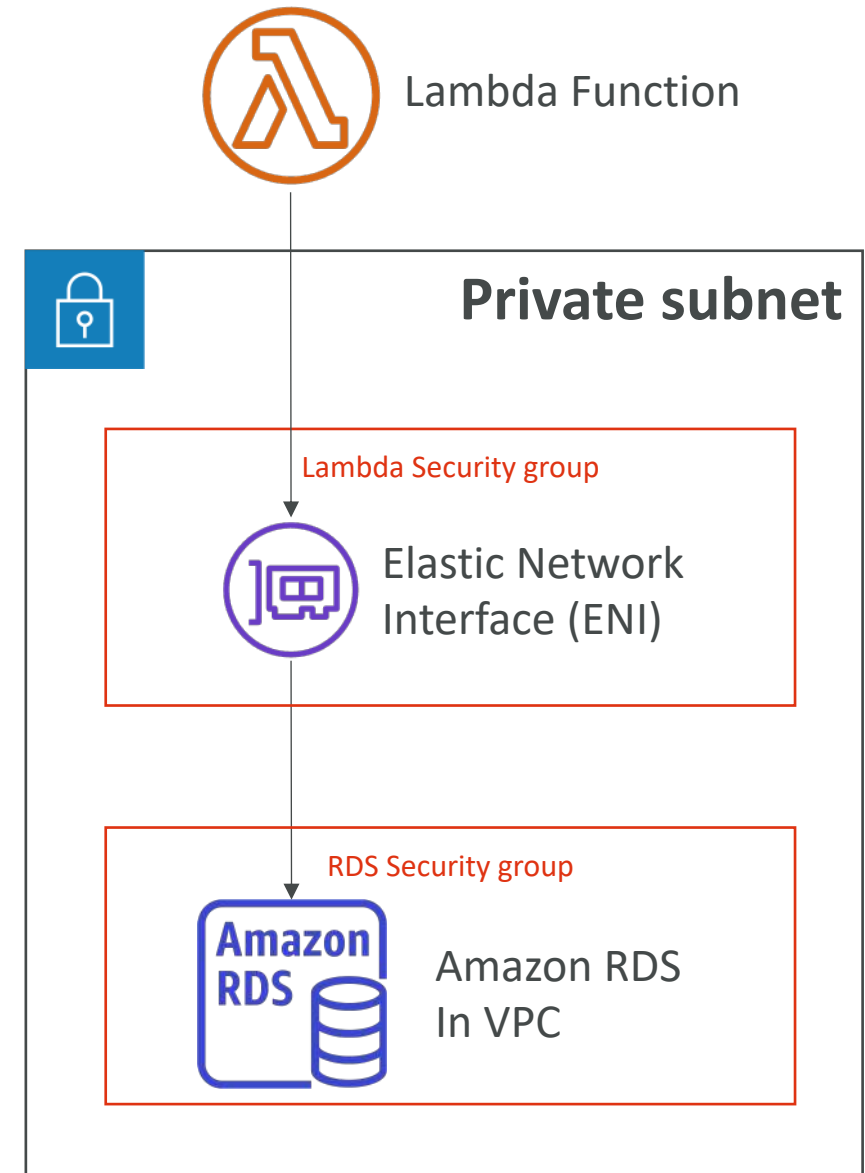 Lambda Function
Private subnet
Lambda Security group
Elastic Network
Interface (ENI)
RDS Security group
Amazon
RDS
Amazon RDS
In VPC